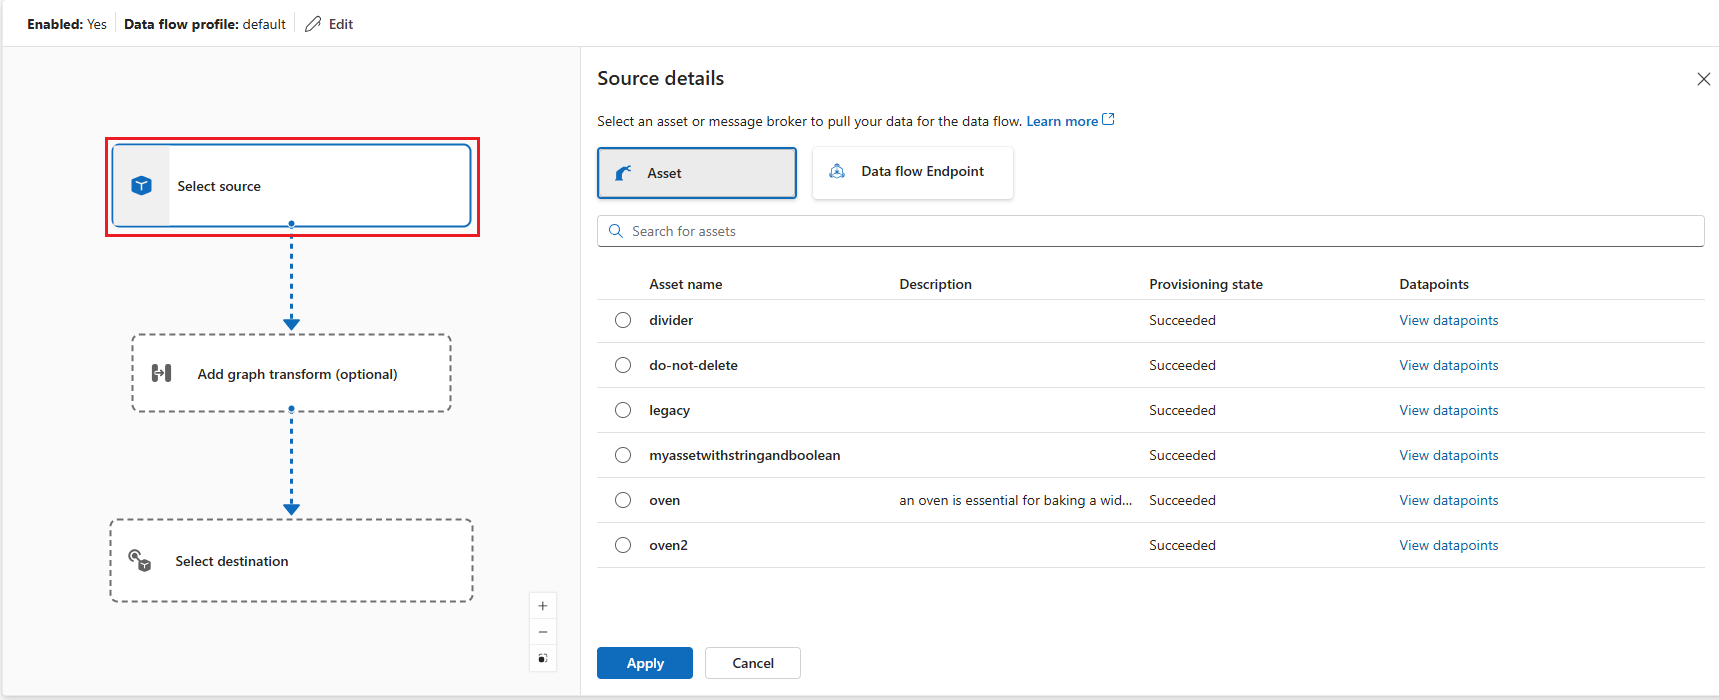 Enabled: Yes Data flow profile: default Edit
Select source
Add graph transform (optional)
Select destination
Source details
Select an asset or message broker to pull your data for the data flow. Learn more
Asset Data flow Endpoint
Search for assets
Asset name Description Provisioning state Datapoints
divider Succeeded View datapoints
do-not-delete Succeeded View datapoints
legacy Succeeded View datapoints
myassetwithstringandboolean Succeeded View datapoints
oven an oven is essential for baking a wid... Succeeded View datapoints
oven2 Succeeded View datapoints
Apply Cancel